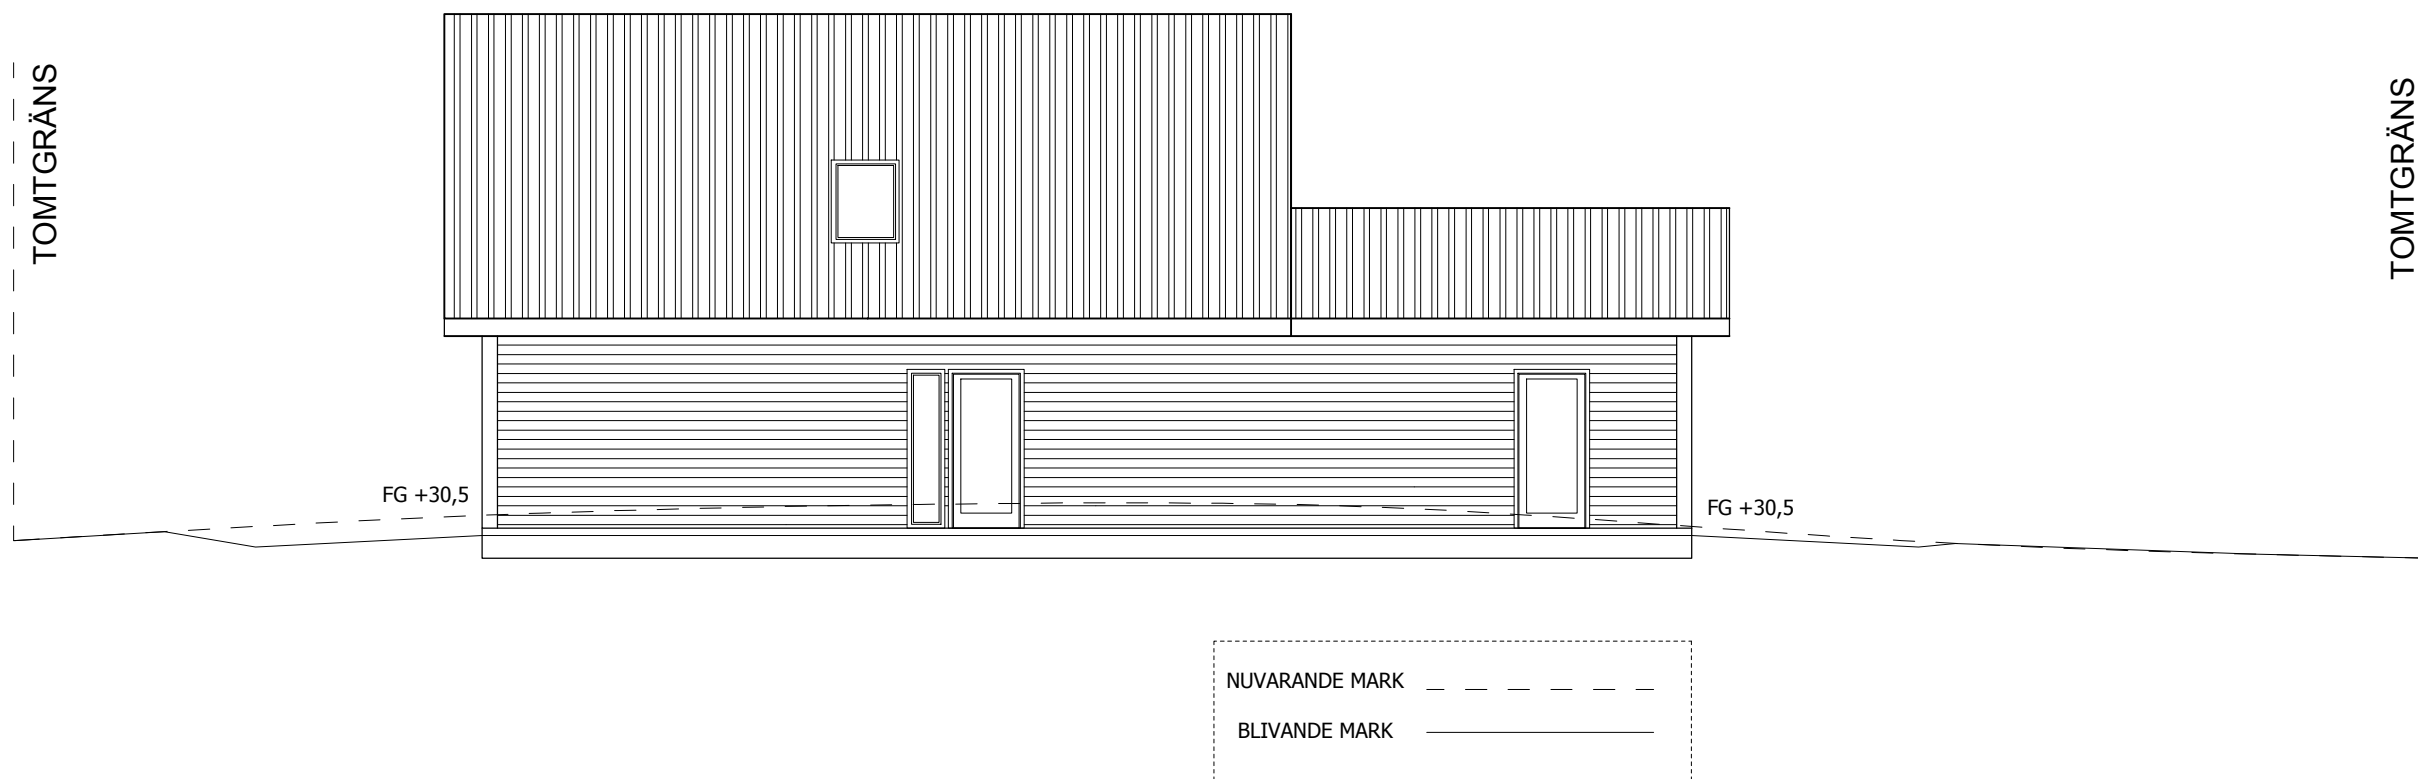 TOMTGRÄNS
TOMTGRÄNS
FG +30,5
FG +30,5
NUVARANDE MARK
BLIVANDE MARK